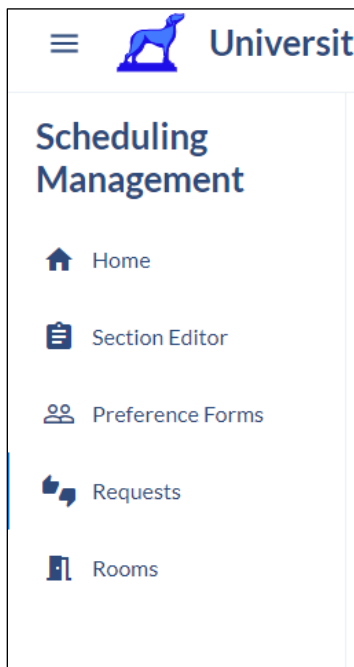 Universit
Scheduling
Management
Home
Section Editor
Preference Forms
Requests
Rooms